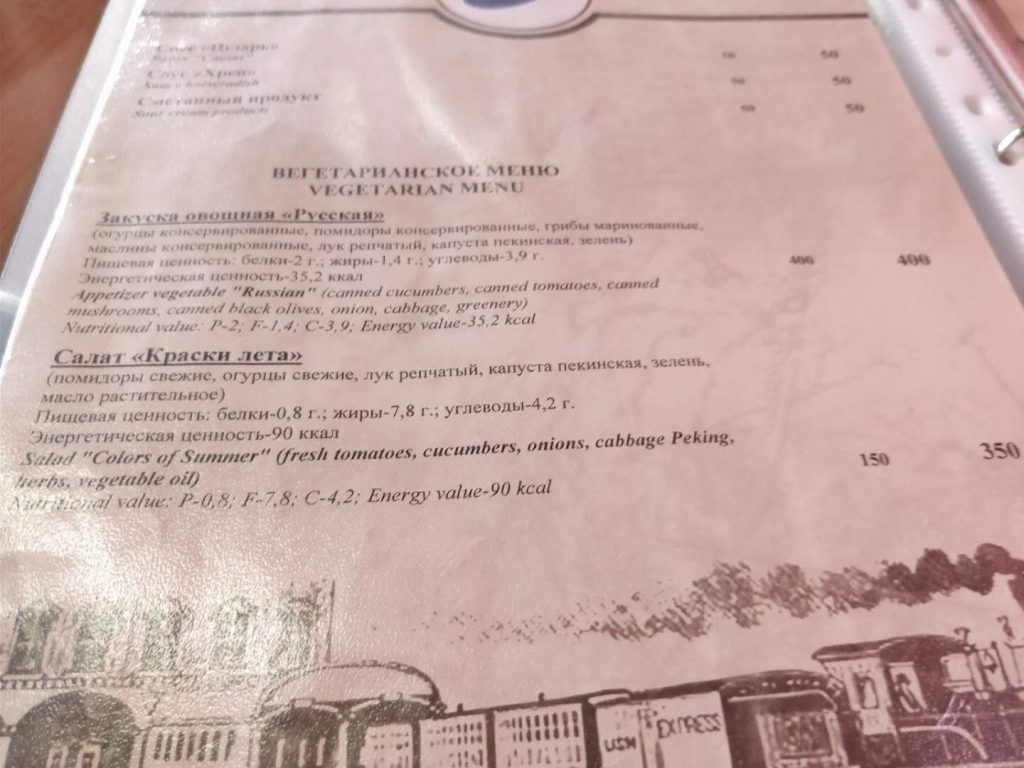 Соус «Цезарь» 50 50
Sauce "Caesar"
Соус «Хрен» 50 50
Sauce horseradish
Сметанный продукт 50 50
Sour cream products
ВЕГЕТАРИАНСКОЕ МЕНЮ
VEGETARIAN MENU
Закуска овощная «Русская»
(огурцы консервированные, помидоры консервированные, грибы маринованные,
маслины консервированные, лук репчатый, капуста пекинская, зелень)
Пищевая ценность: белки-2 г.; жиры-1,4 г.; углеводы-3,9 г. 400 400
Энергетическая ценность-35,2 ккал
Appetizer vegetable "Russian" (canned cucumbers, canned tomatoes, canned
mushrooms, canned black olives, onion, cabbage, greenery)
Nutritional value: P-2; F-1,4; C-3,9; Energy value-35,2 kcal
Салат «Краски лета»
(помидоры свежие, огурцы свежие, лук репчатый, капуста пекинская, зелень,
масло растительное)
Пищевая ценность: белки-0,8 г.; жиры-7,8 г.; углеводы-4,2 г.
Энергетическая ценность-90 ккал
Salad "Colors of Summer" (fresh tomatoes, cucumbers, onions, cabbage Peking, 150 350
herbs, vegetable oil)
Nutritional value: P-0,8; F-7,8; C-4,2; Energy value-90 kcal
EXPRESS